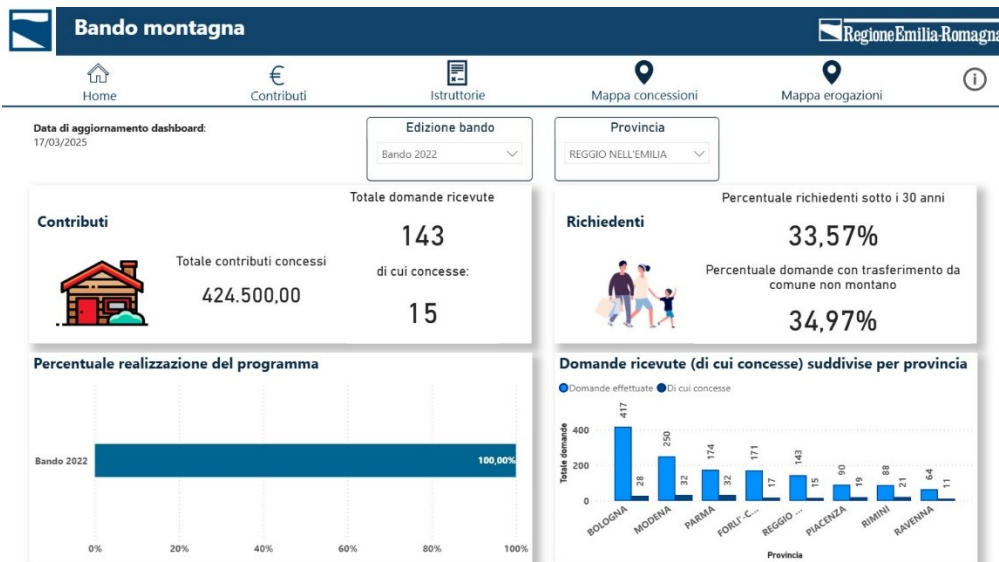 Bando montagna
RegioneEmilia-Romagna
Home
Contributi
Istruttorie
Mappa concessioni
Mappa erogazioni
Data di aggiornamento dashboard:
17/03/2025
Edizione bando
Bando 2022
Provincia
REGGIO NELL'EMILIA
Contributi
Totale contributi concessi
424.500,00
Totale domande ricevute
143
di cui concesse:
15
Richiedenti
Percentuale richiedenti sotto i 30 anni
33,57%
Percentuale domande con trasferimento da
comune non montano
34,97%
Percentuale realizzazione del programma
Bando 2022
100,00%
0% 20% 40% 60% 80% 100%
Domande ricevute (di cui concesse) suddivise per provincia
Domande effettuate Di cui concesse
Totale domande
400
200
0
417 28 250 32 174 32 171 17 143 15 90 19 88 21 64 11
BOLOGNA MODENA PARMA FORLI'-C... REGGIO ... PIACENZA RIMINI RAVENNA
Provincia